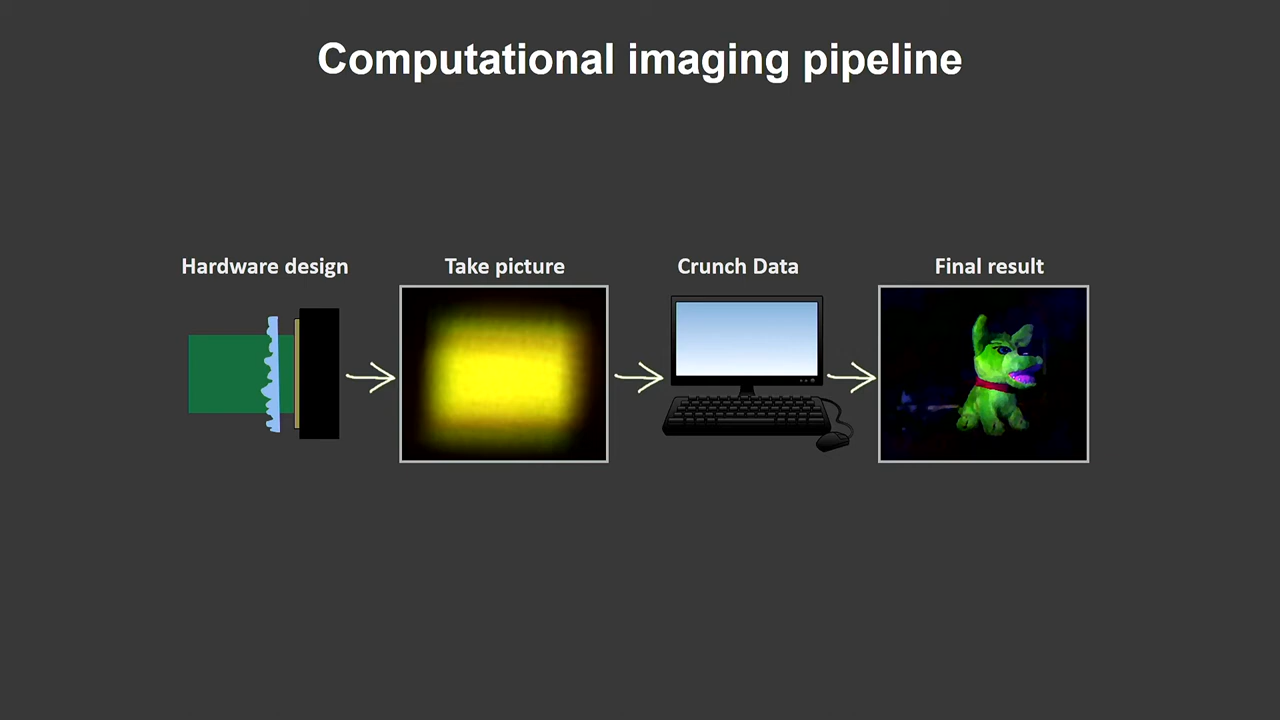 Computational imaging pipeline
Hardware design
Take picture
Crunch Data
Final result